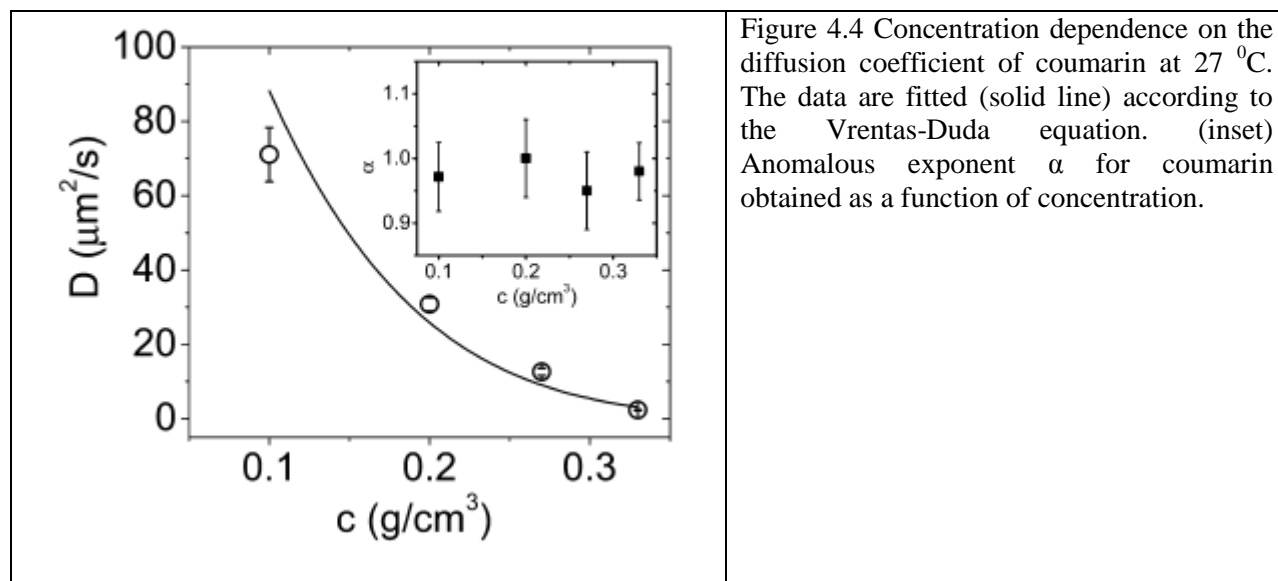 100
80
60
40
20
0
D (μm²/s)
0.1
0.2
0.3
c (g/cm³)
1.1
1.0
0.9
α
0.1
0.2
0.3
c (g/cm³)
Figure 4.4 Concentration dependence on the
diffusion coefficient of coumarin at 27 ⁰C.
The data are fitted (solid line) according to
the Vrentas-Duda equation. (inset)
Anomalous exponent α for coumarin
obtained as a function of concentration.